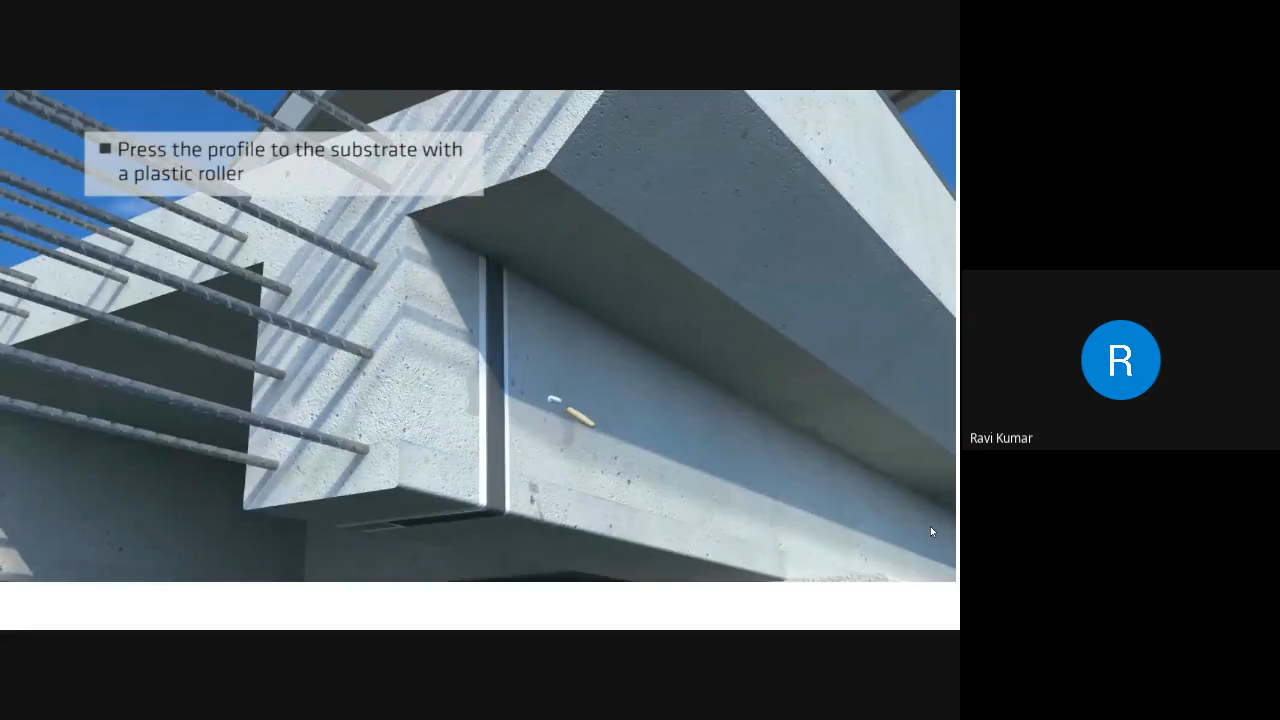 Press the profile to the substrate with
a plastic roller
R
Ravi Kumar